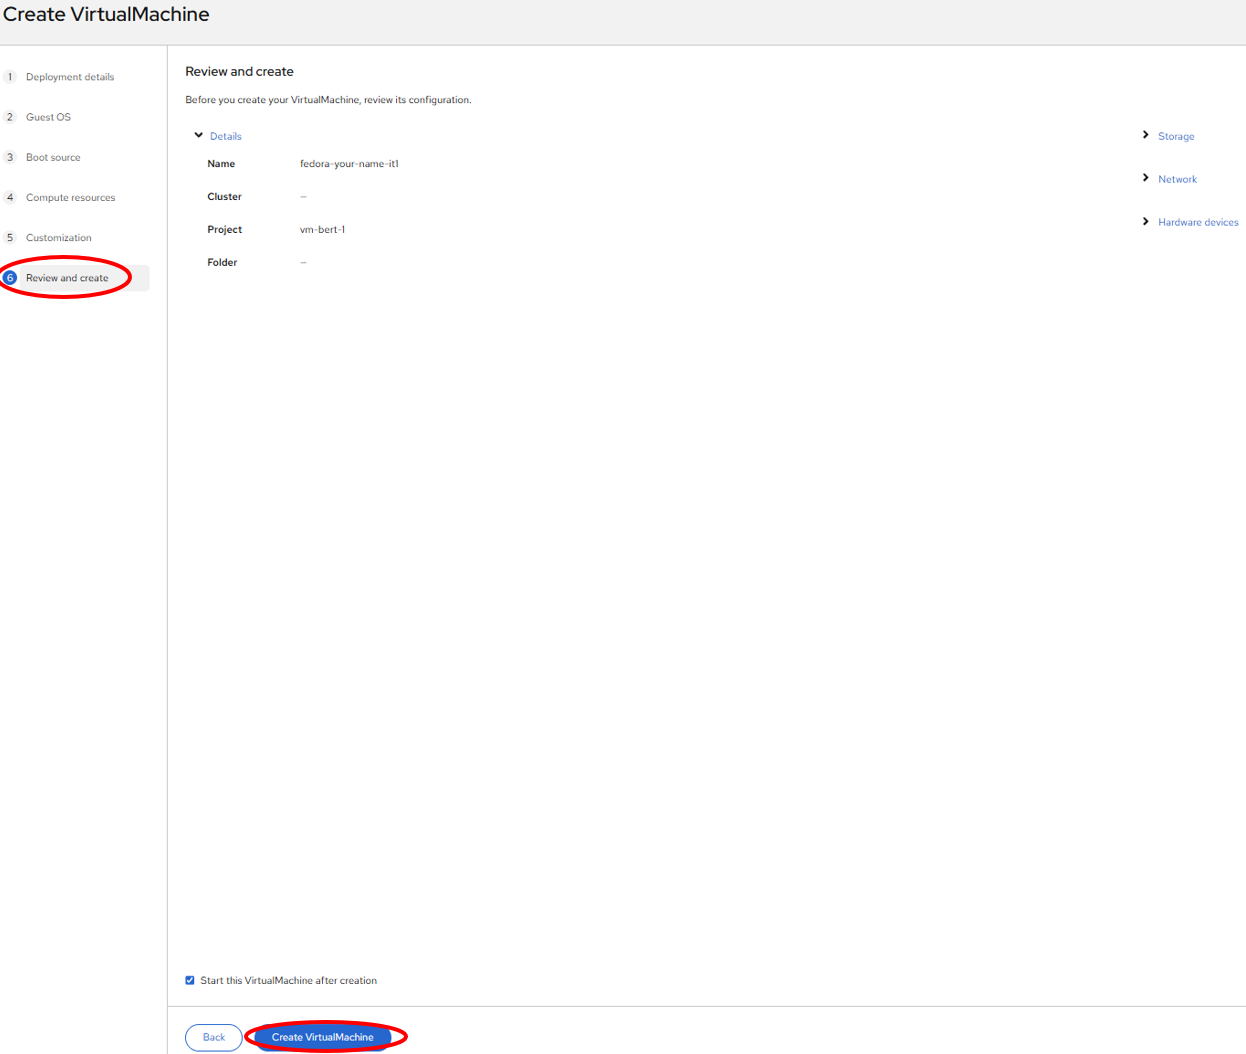 Create VirtualMachine
1 Deployment details
2 Guest OS
3 Boot source
4 Compute resources
5 Customization
6 Review and create
Review and create
Before you create your VirtualMachine, review its configuration.
Details
Name fedora-your-name-it1
Cluster –
Project vm-bert-1
Folder –
Storage
Network
Hardware devices
Start this VirtualMachine after creation
Back Create VirtualMachine